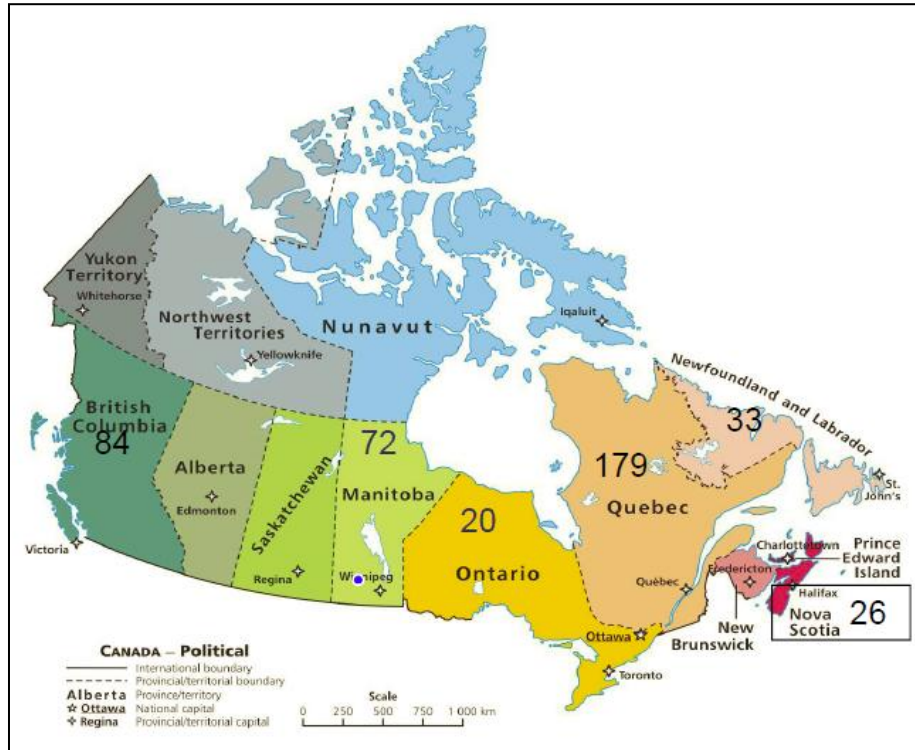 Yukon
Territory
Whitehorse
Northwest
Territories
Yellowknife
Nunavut
Iqaluit
Newfoundland and Labrador
33
St.
John's
British
Columbia
84
Alberta
Edmonton
Saskatchewan
Regina
72
Manitoba
Winnipeg
20
Ontario
179
Quebec
Québec
Victoria
Ottawa
Toronto
Charlottetown
Prince
Edward
Island
Fredericton
Halifax
Nova
Scotia
26
New
Brunswick
CANADA – Political
International boundary
Provincial/territorial boundary
Alberta Province/territory
Ottawa National capital
Regina Provincial/territorial capital
Scale
0 250 500 750 1 000 km